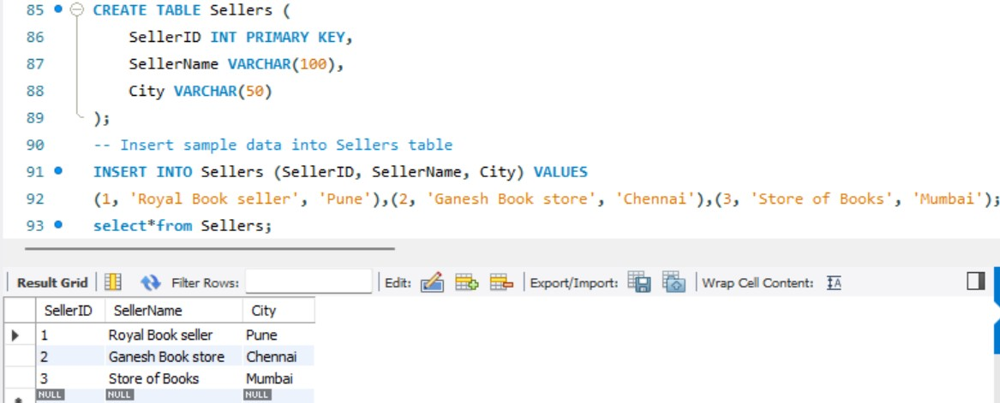 85 CREATE TABLE Sellers (
86 SellerID INT PRIMARY KEY,
87 SellerName VARCHAR(100),
88 City VARCHAR(50)
89 );
90 -- Insert sample data into Sellers table
91 INSERT INTO Sellers (SellerID, SellerName, City) VALUES
92 (1, 'Royal Book seller', 'Pune'),(2, 'Ganesh Book store', 'Chennai'),(3, 'Store of Books', 'Mumbai');
93 select*from Sellers;
Result Grid Filter Rows: Edit: Export/Import: Wrap Cell Content: IA
SellerID SellerName City
1 Royal Book seller Pune
2 Ganesh Book store Chennai
3 Store of Books Mumbai
NULL NULL NULL